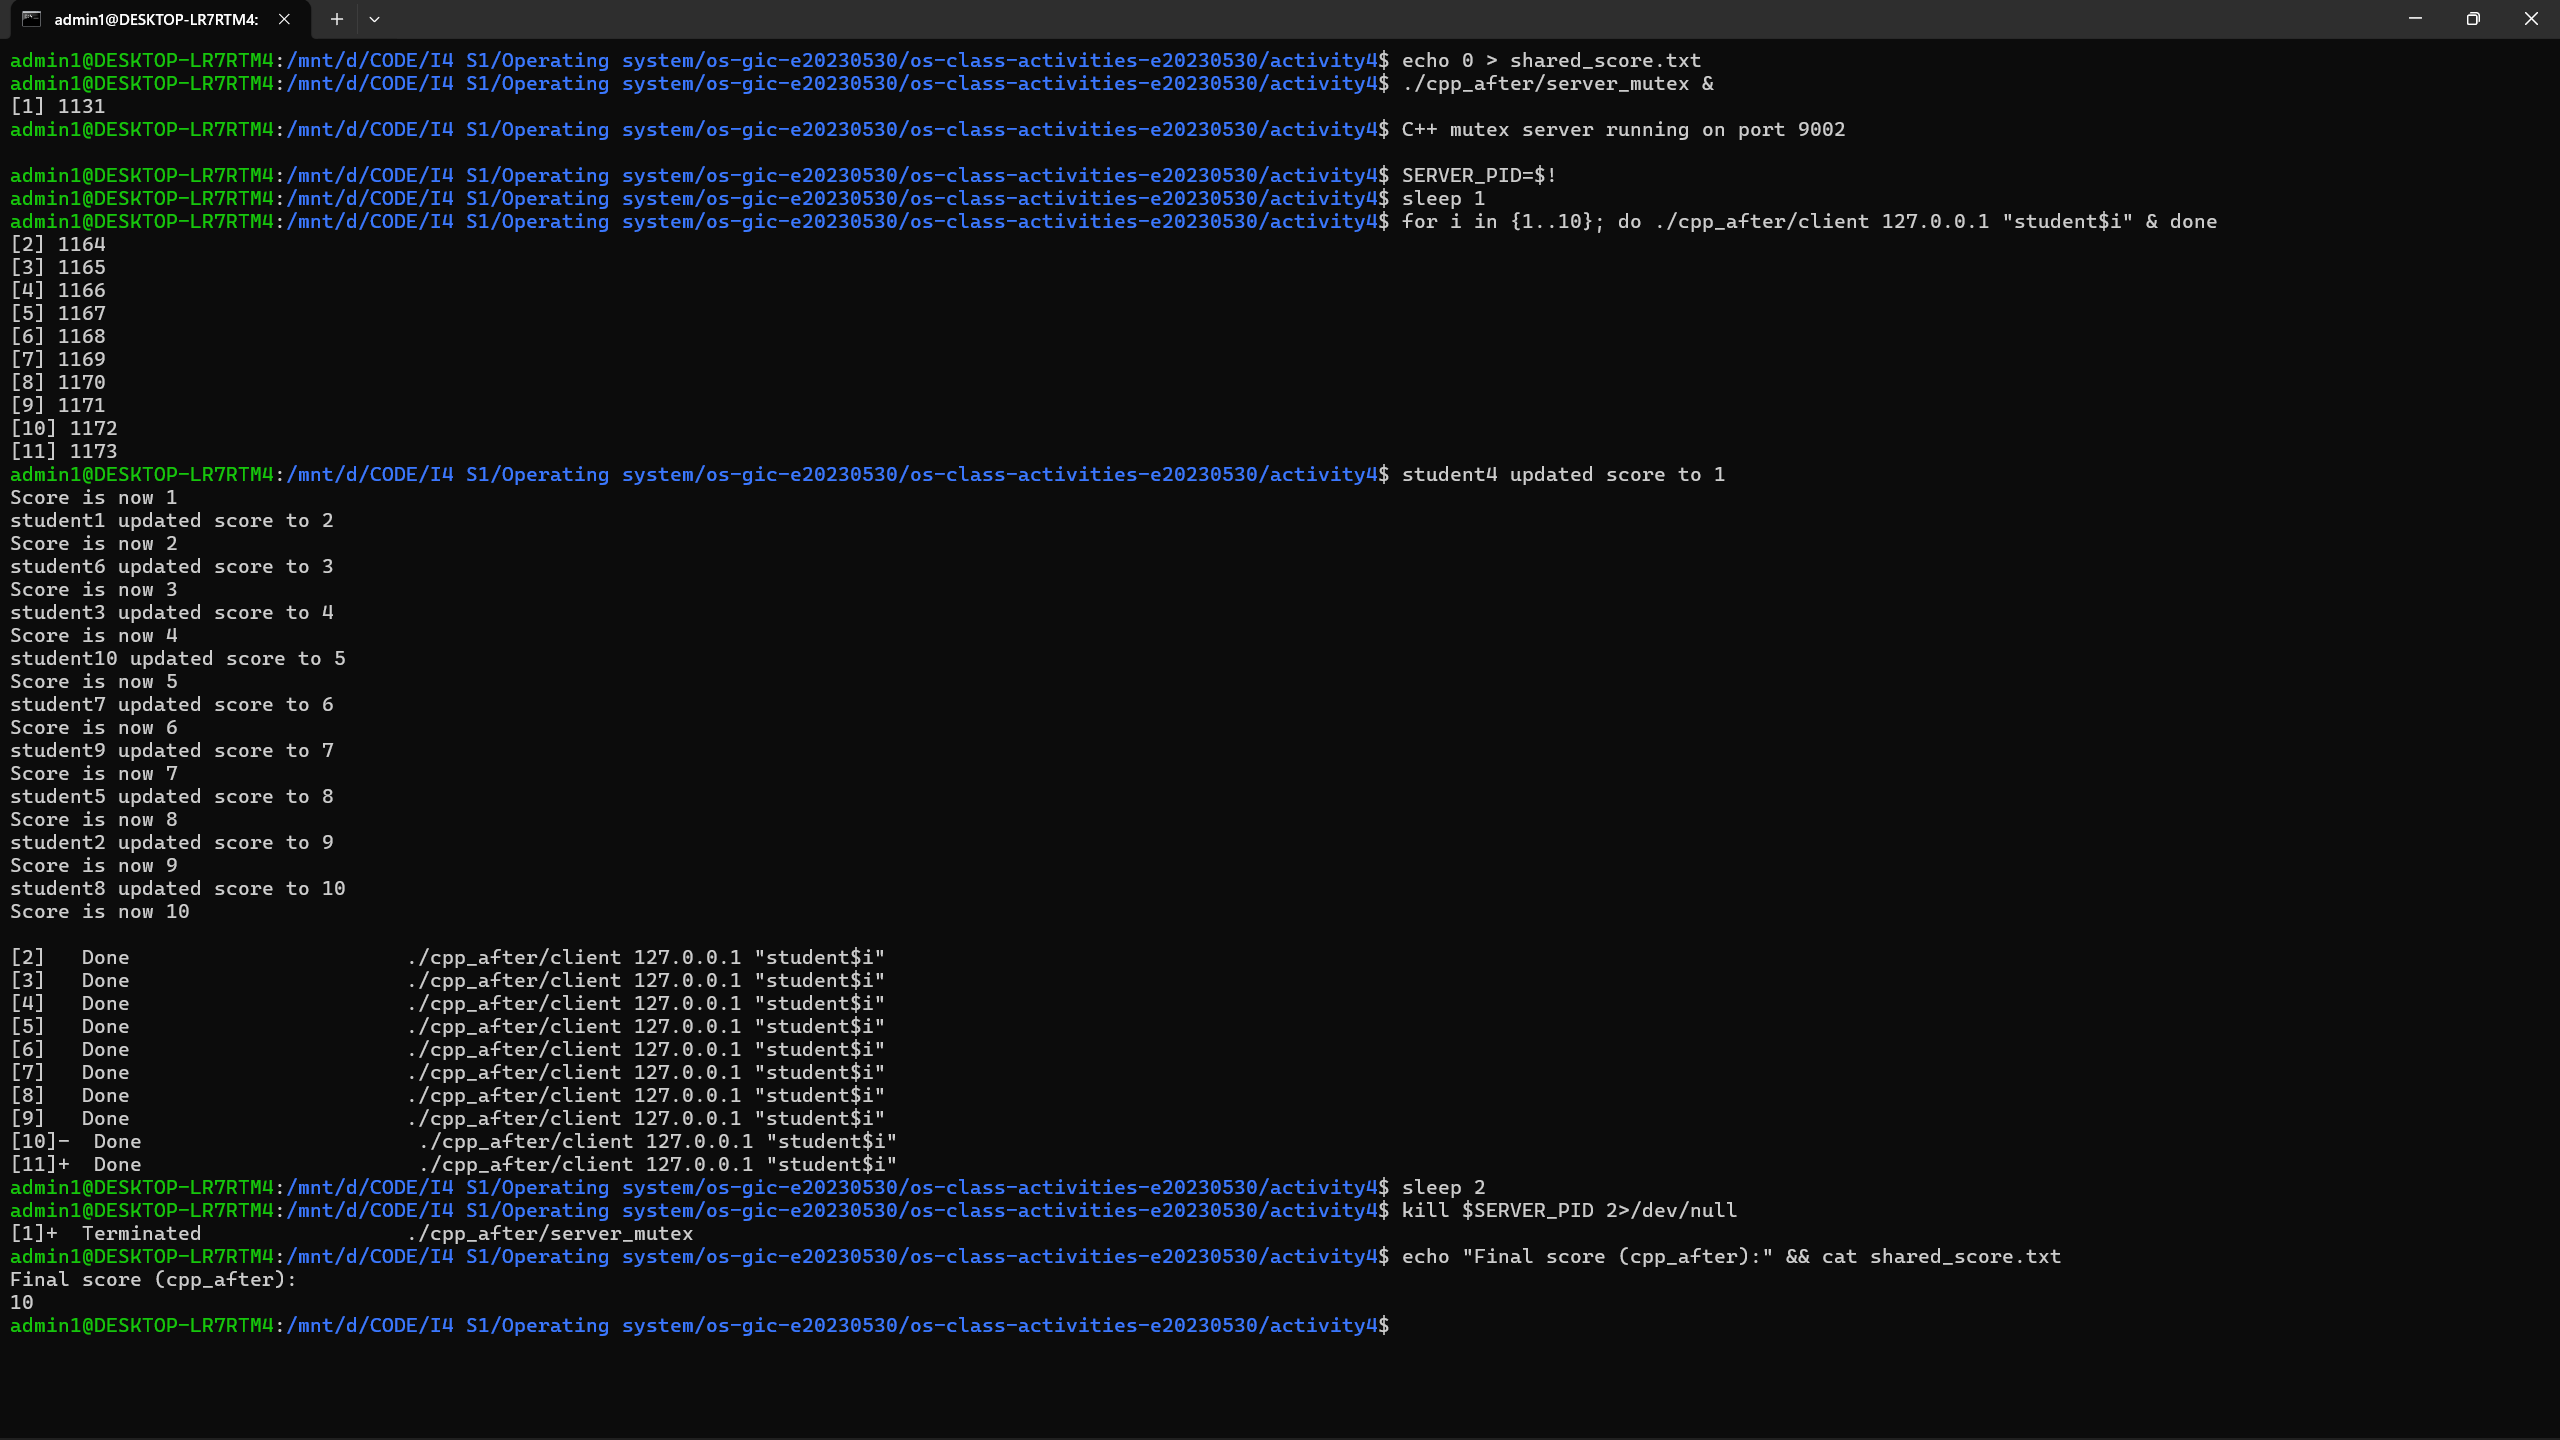 admin1@DESKTOP-LR7RTM4:
admin1@DESKTOP-LR7RTM4:/mnt/d/CODE/I4 S1/Operating system/os-gic-e20230530/os-class-activities-e20230530/activity4$ echo 0 > shared_score.txt
admin1@DESKTOP-LR7RTM4:/mnt/d/CODE/I4 S1/Operating system/os-gic-e20230530/os-class-activities-e20230530/activity4$ ./cpp_after/server_mutex &
[1] 1131
admin1@DESKTOP-LR7RTM4:/mnt/d/CODE/I4 S1/Operating system/os-gic-e20230530/os-class-activities-e20230530/activity4$ C++ mutex server running on port 9002
admin1@DESKTOP-LR7RTM4:/mnt/d/CODE/I4 S1/Operating system/os-gic-e20230530/os-class-activities-e20230530/activity4$ SERVER_PID=$!
admin1@DESKTOP-LR7RTM4:/mnt/d/CODE/I4 S1/Operating system/os-gic-e20230530/os-class-activities-e20230530/activity4$ sleep 1
admin1@DESKTOP-LR7RTM4:/mnt/d/CODE/I4 S1/Operating system/os-gic-e20230530/os-class-activities-e20230530/activity4$ for i in {1..10}; do ./cpp_after/client 127.0.0.1 "student$i" & done
[2] 1164
[3] 1165
[4] 1166
[5] 1167
[6] 1168
[7] 1169
[8] 1170
[9] 1171
[10] 1172
[11] 1173
admin1@DESKTOP-LR7RTM4:/mnt/d/CODE/I4 S1/Operating system/os-gic-e20230530/os-class-activities-e20230530/activity4$ student4 updated score to 1
Score is now 1
student1 updated score to 2
Score is now 2
student6 updated score to 3
Score is now 3
student3 updated score to 4
Score is now 4
student10 updated score to 5
Score is now 5
student7 updated score to 6
Score is now 6
student9 updated score to 7
Score is now 7
student5 updated score to 8
Score is now 8
student2 updated score to 9
Score is now 9
student8 updated score to 10
Score is now 10
[2]   Done                       ./cpp_after/client 127.0.0.1 "student$i"
[3]   Done                       ./cpp_after/client 127.0.0.1 "student$i"
[4]   Done                       ./cpp_after/client 127.0.0.1 "student$i"
[5]   Done                       ./cpp_after/client 127.0.0.1 "student$i"
[6]   Done                       ./cpp_after/client 127.0.0.1 "student$i"
[7]   Done                       ./cpp_after/client 127.0.0.1 "student$i"
[8]   Done                       ./cpp_after/client 127.0.0.1 "student$i"
[9]   Done                       ./cpp_after/client 127.0.0.1 "student$i"
[10]-  Done                       ./cpp_after/client 127.0.0.1 "student$i"
[11]+  Done                       ./cpp_after/client 127.0.0.1 "student$i"
admin1@DESKTOP-LR7RTM4:/mnt/d/CODE/I4 S1/Operating system/os-gic-e20230530/os-class-activities-e20230530/activity4$ sleep 2
admin1@DESKTOP-LR7RTM4:/mnt/d/CODE/I4 S1/Operating system/os-gic-e20230530/os-class-activities-e20230530/activity4$ kill $SERVER_PID 2>/dev/null
[1]+  Terminated                 ./cpp_after/server_mutex
admin1@DESKTOP-LR7RTM4:/mnt/d/CODE/I4 S1/Operating system/os-gic-e20230530/os-class-activities-e20230530/activity4$ echo "Final score (cpp_after):" && cat shared_score.txt
Final score (cpp_after):
10
admin1@DESKTOP-LR7RTM4:/mnt/d/CODE/I4 S1/Operating system/os-gic-e20230530/os-class-activities-e20230530/activity4$